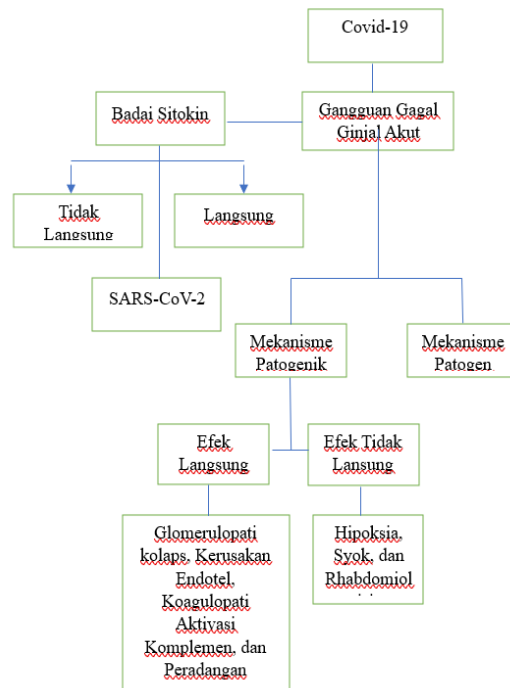 Covid-19
Badai Sitokin
Gangguan Gagal
Ginjal Akut
Tidak
Langsung
Langsung
SARS-CoV-2
Mekanisme
Patogenik
Mekanisme
Patogen
Efek
Langsung
Efek Tidak
Lansung
Glomerulopati
kolaps, Kerusakan
Endotel,
Koagulopati
Aktivasi
Komplemen, dan
Peradangan
Hipoksia,
Syok, dan
Rhabdomiol